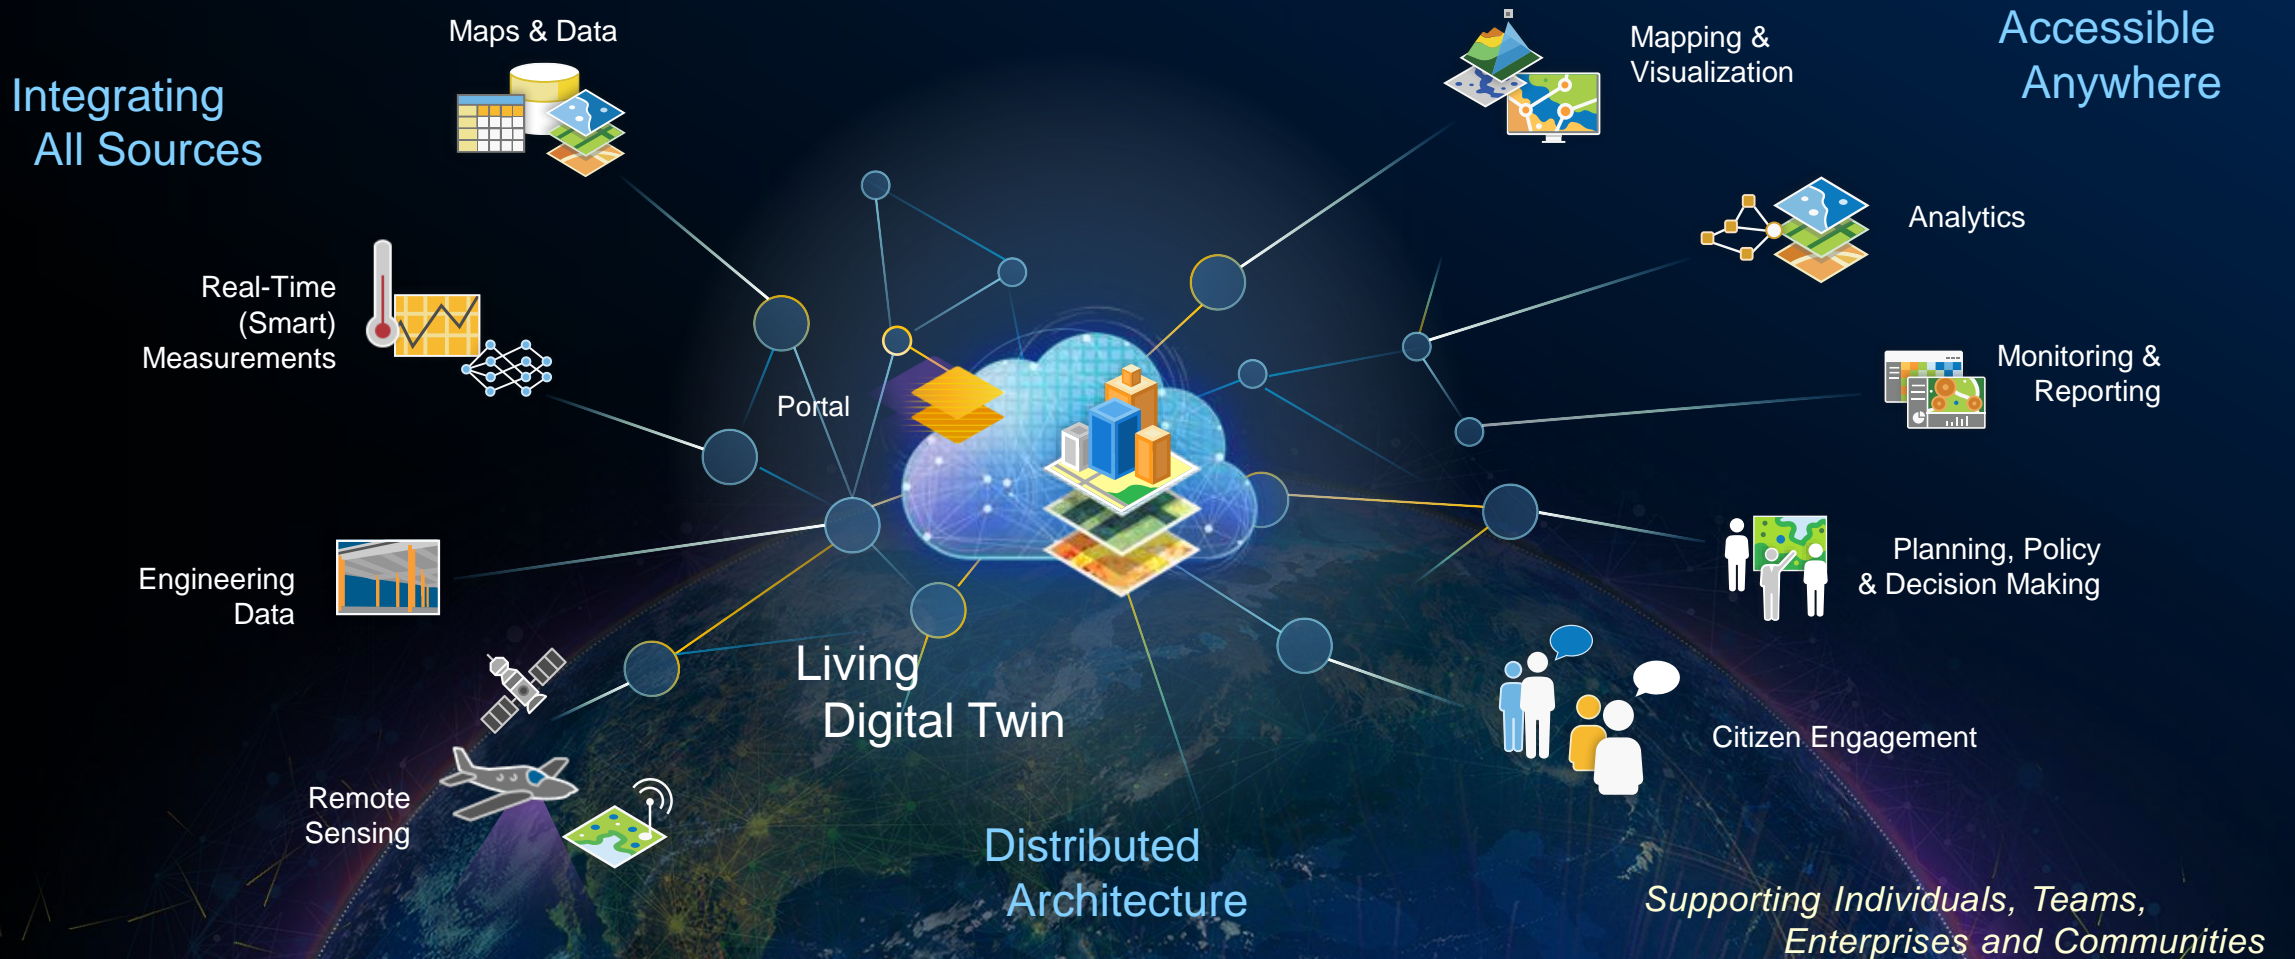 Integrating
All Sources
Maps & Data
Real-Time
(Smart)
Measurements
Engineering
Data
Remote
Sensing
Portal
Living
Digital Twin
Distributed
Architecture
Accessible
Anywhere
Mapping &
Visualization
Analytics
Monitoring &
Reporting
Planning, Policy
& Decision Making
Citizen Engagement
Supporting Individuals, Teams,
Enterprises and Communities